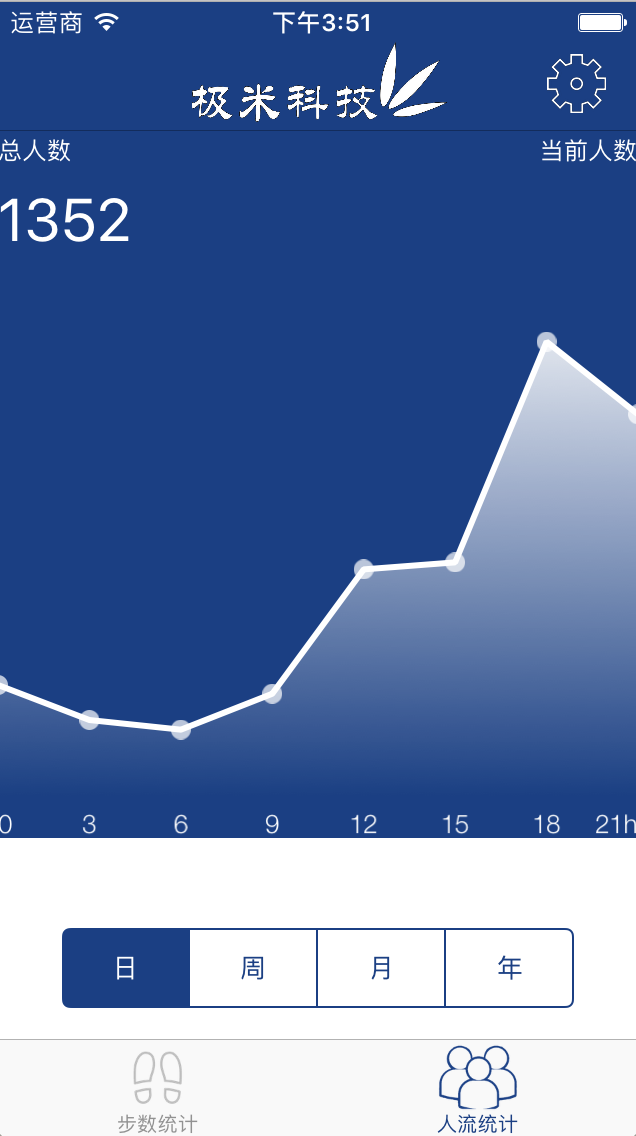 运营商 下午3:51
极米科技
总人数 当前人数
1352
0 3 6 9 12 15 18 21h
日 周 月 年
步数统计 人流统计